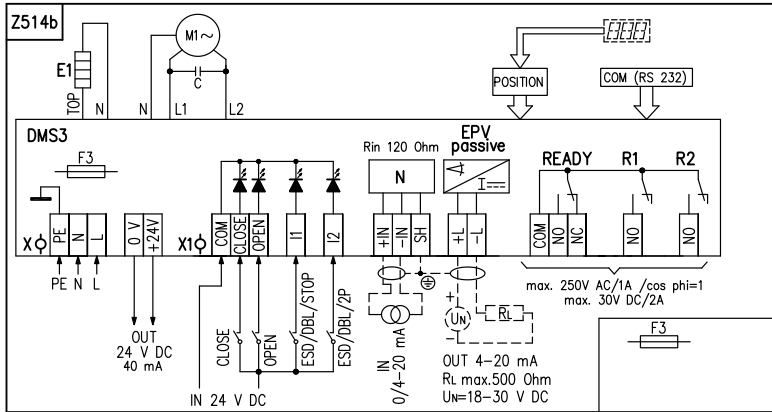 Z514b
M1~
E1
C
TOP N N L1 L2
POSITION
COM (RS 232)
DMS3
EPV
passive
Rin 120 Ohm
F3
N
I
READY R1 R2
X PE N L
0 V
+24V
X1 COM CLOSE OPEN I1 I2
+IN -IN SH
+L -L
COM NO NC NO NO
PE N L
OUT
24 V DC
40 mA
CLOSE
OPEN
ESD/DBL/STOP
ESD/DBL/2P
IN 24 V DC
IN
0/4-20 mA
+
UN
-
RL
OUT 4-20 mA
RL max.500 Ohm
UN=18-30 V DC
max. 250V AC/1A /cos phi=1
max. 30V DC/2A
F3